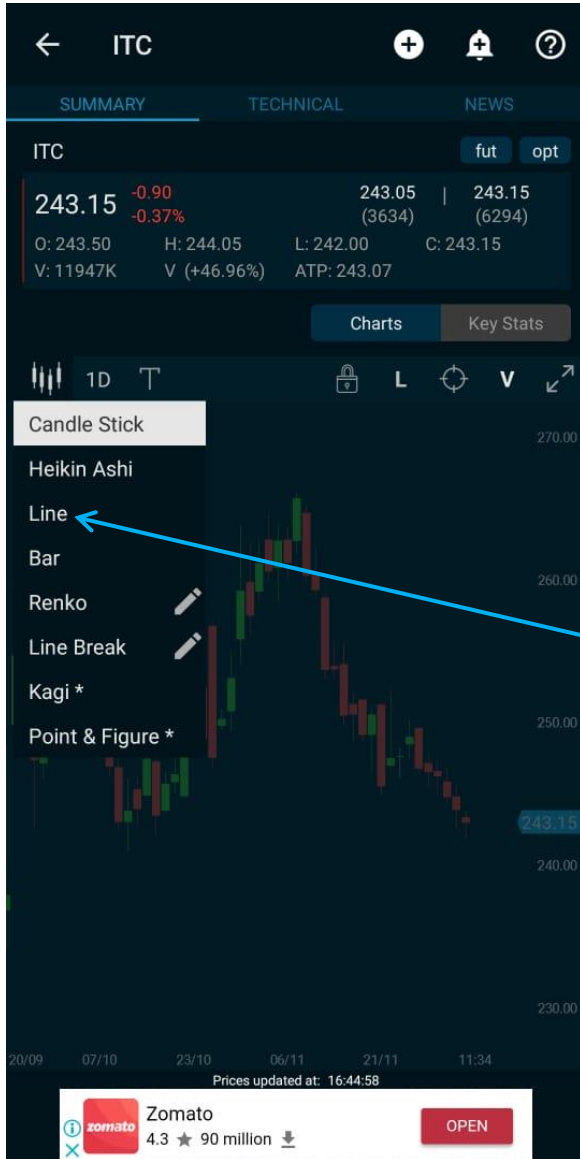 ITC
SUMMARY TECHNICAL NEWS
ITC fut opt
243.15 -0.90 -0.37% 243.05 (3634) | 243.15 (6294)
O: 243.50 H: 244.05 L: 242.00 C: 243.15
V: 11947K V (+46.96%) ATP: 243.07
Charts Key Stats
1D T L V
Candle Stick
Heikin Ashi
Line
Bar
Renko
Line Break
Kagi *
Point & Figure *
270.00
260.00
250.00
243.15
240.00
230.00
20/09 07/10 23/10 06/11 21/11 11:34
Prices updated at: 16:44:58
zomato
Zomato
4.3 ★ 90 million
OPEN